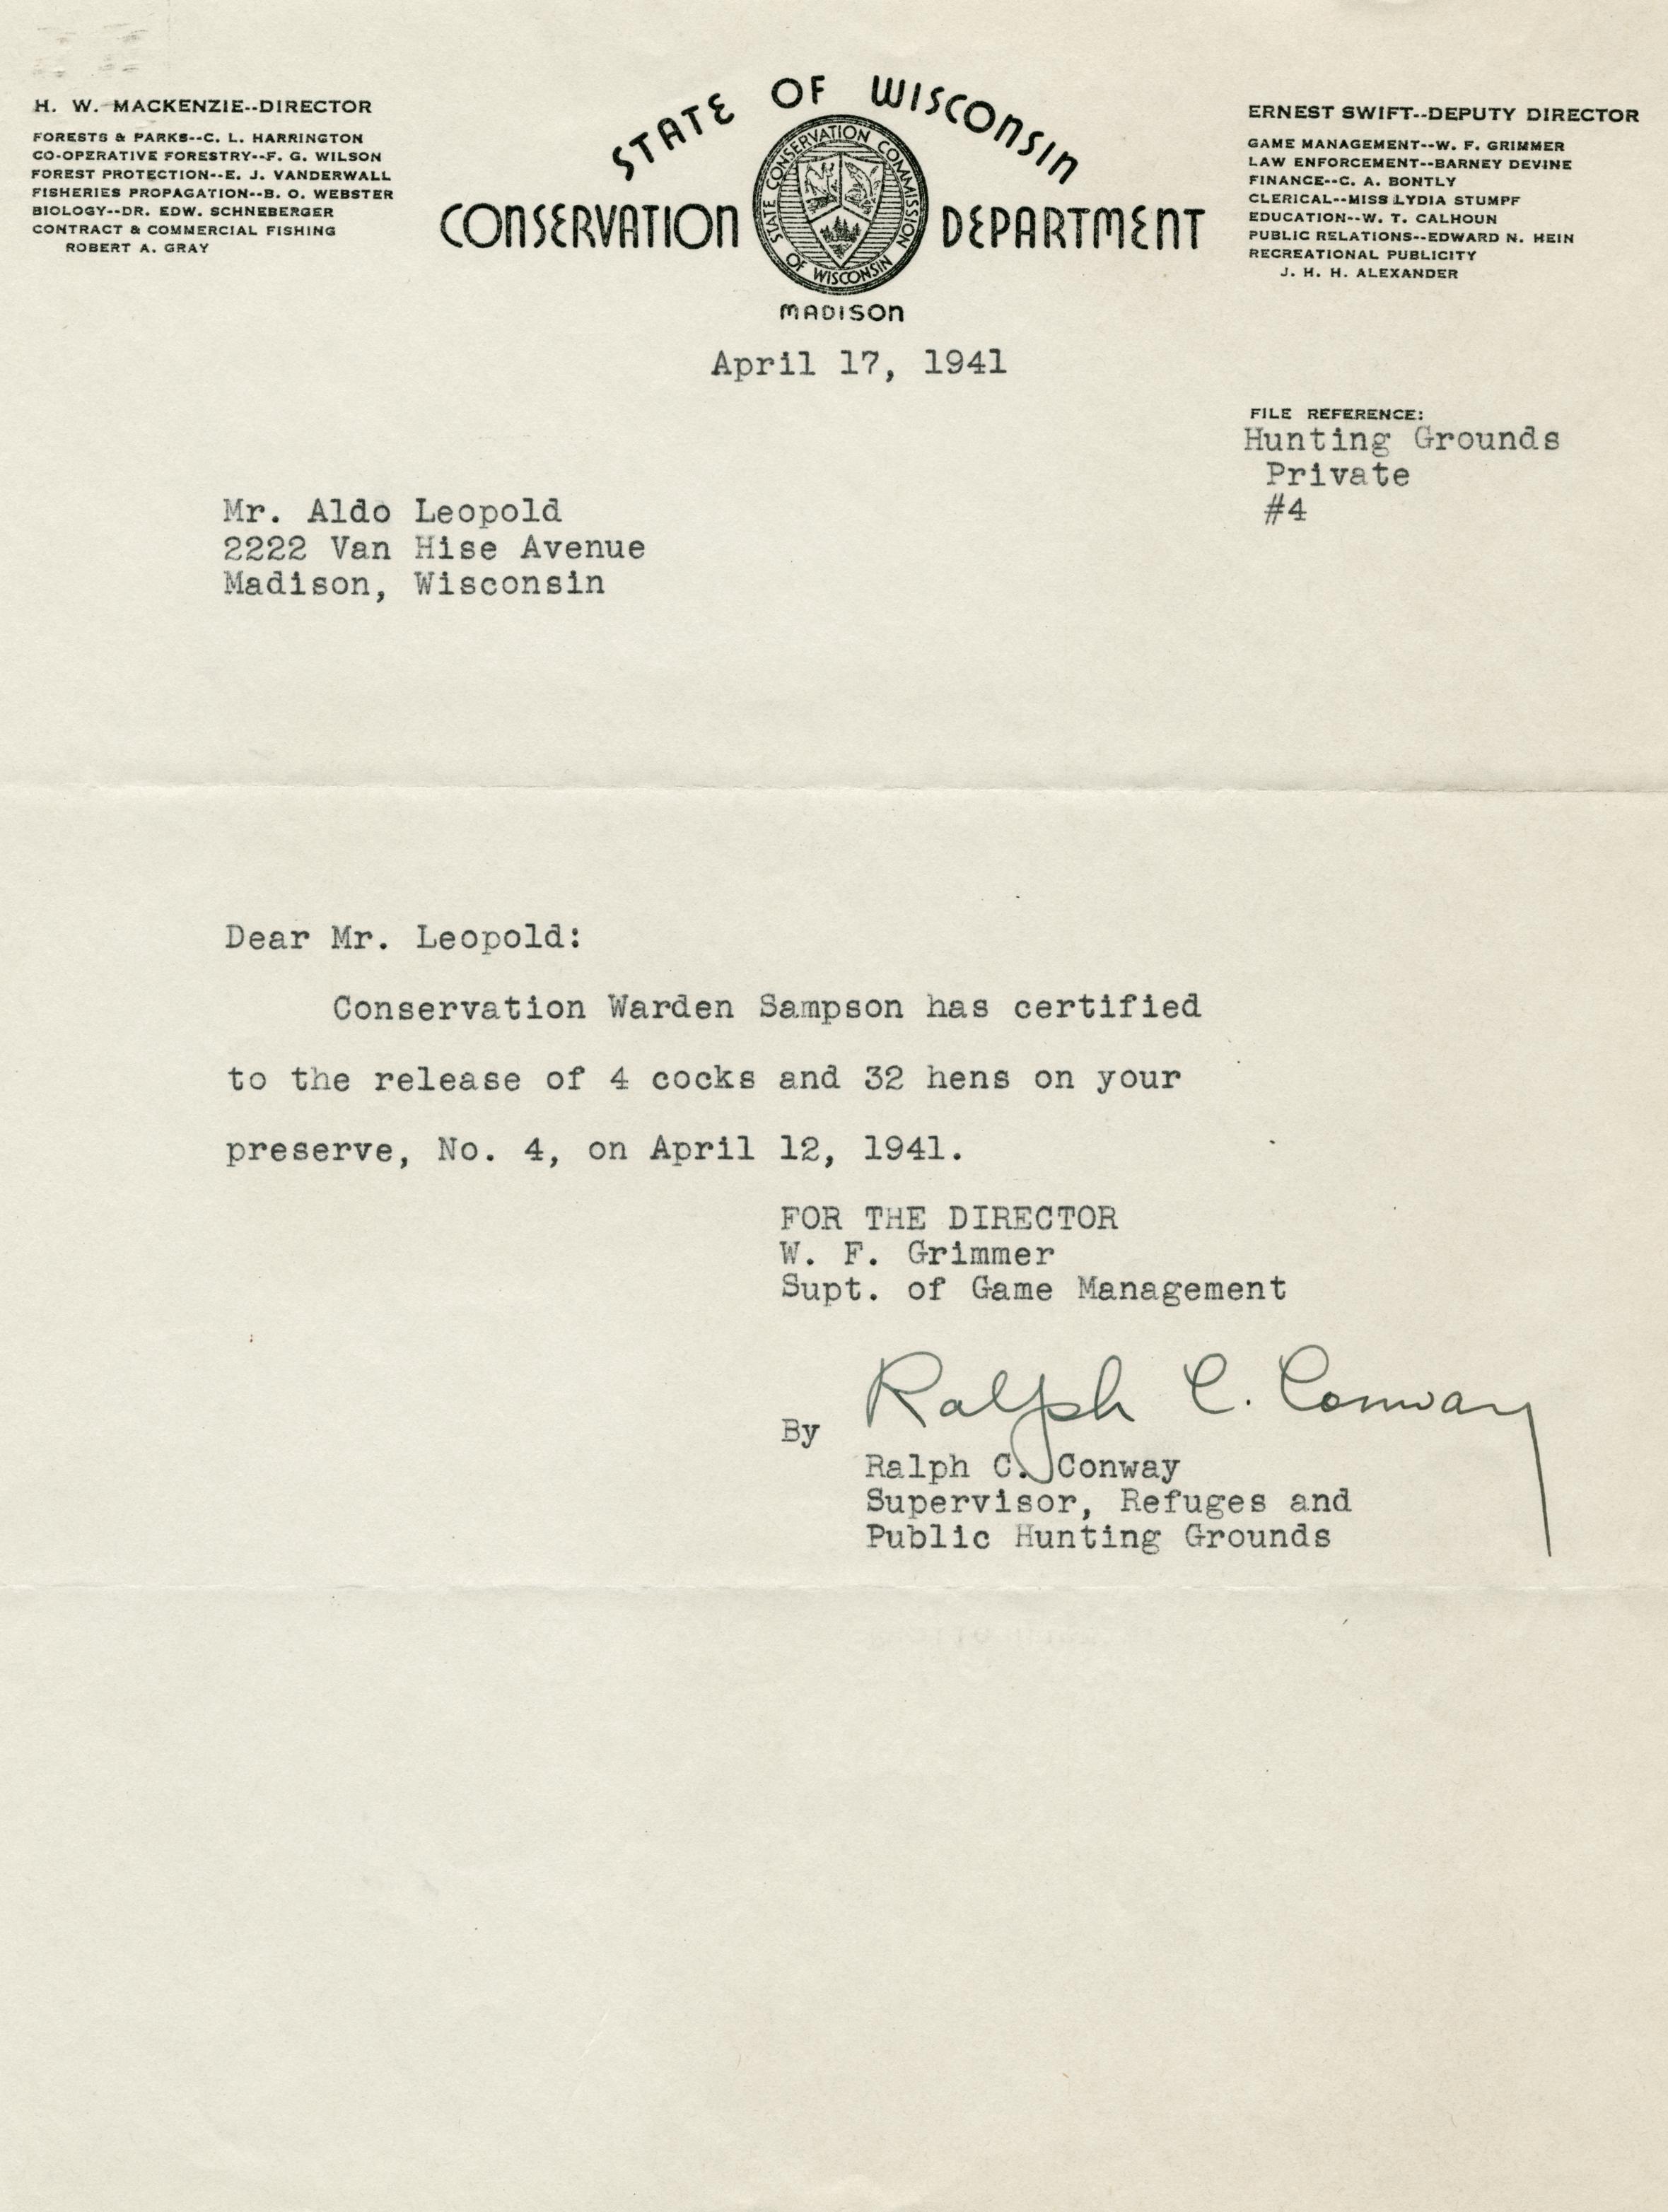 H. W. MACKENZIE--DIRECTOR
FORESTS & PARKS--C. L. HARRINGTON
CO-OPERATIVE FORESTRY--F. G. WILSON
FOREST PROTECTION--E. J. VANDERWALL
FISHERIES PROPAGATION--B. O. WEBSTER
BIOLOGY--DR. EDW. SCHNEBERGER
CONTRACT & COMMERCIAL FISHING
ROBERT A. GRAY
STATE OF WISCONSIN
CONSERVATION DEPARTMENT
STATE CONSERVATION COMMISSION
OF WISCONSIN
MADISON
ERNEST SWIFT--DEPUTY DIRECTOR
GAME MANAGEMENT--W. F. GRIMMER
LAW ENFORCEMENT--BARNEY DEVINE
FINANCE--C. A. BONTLY
CLERICAL--MISS LYDIA STUMPF
EDUCATION--W. T. CALHOUN
PUBLIC RELATIONS--EDWARD N. HEIN
RECREATIONAL PUBLICITY
J. H. H. ALEXANDER
April 17, 1941
FILE REFERENCE:
Hunting Grounds
Private
#4
Mr. Aldo Leopold
2222 Van Hise Avenue
Madison, Wisconsin
Dear Mr. Leopold:
Conservation Warden Sampson has certified
to the release of 4 cocks and 32 hens on your
preserve, No. 4, on April 12, 1941.
FOR THE DIRECTOR
W. F. Grimmer
Supt. of Game Management
Ralph C. Conway
By
Ralph C. Conway
Supervisor, Refuges and
Public Hunting Grounds